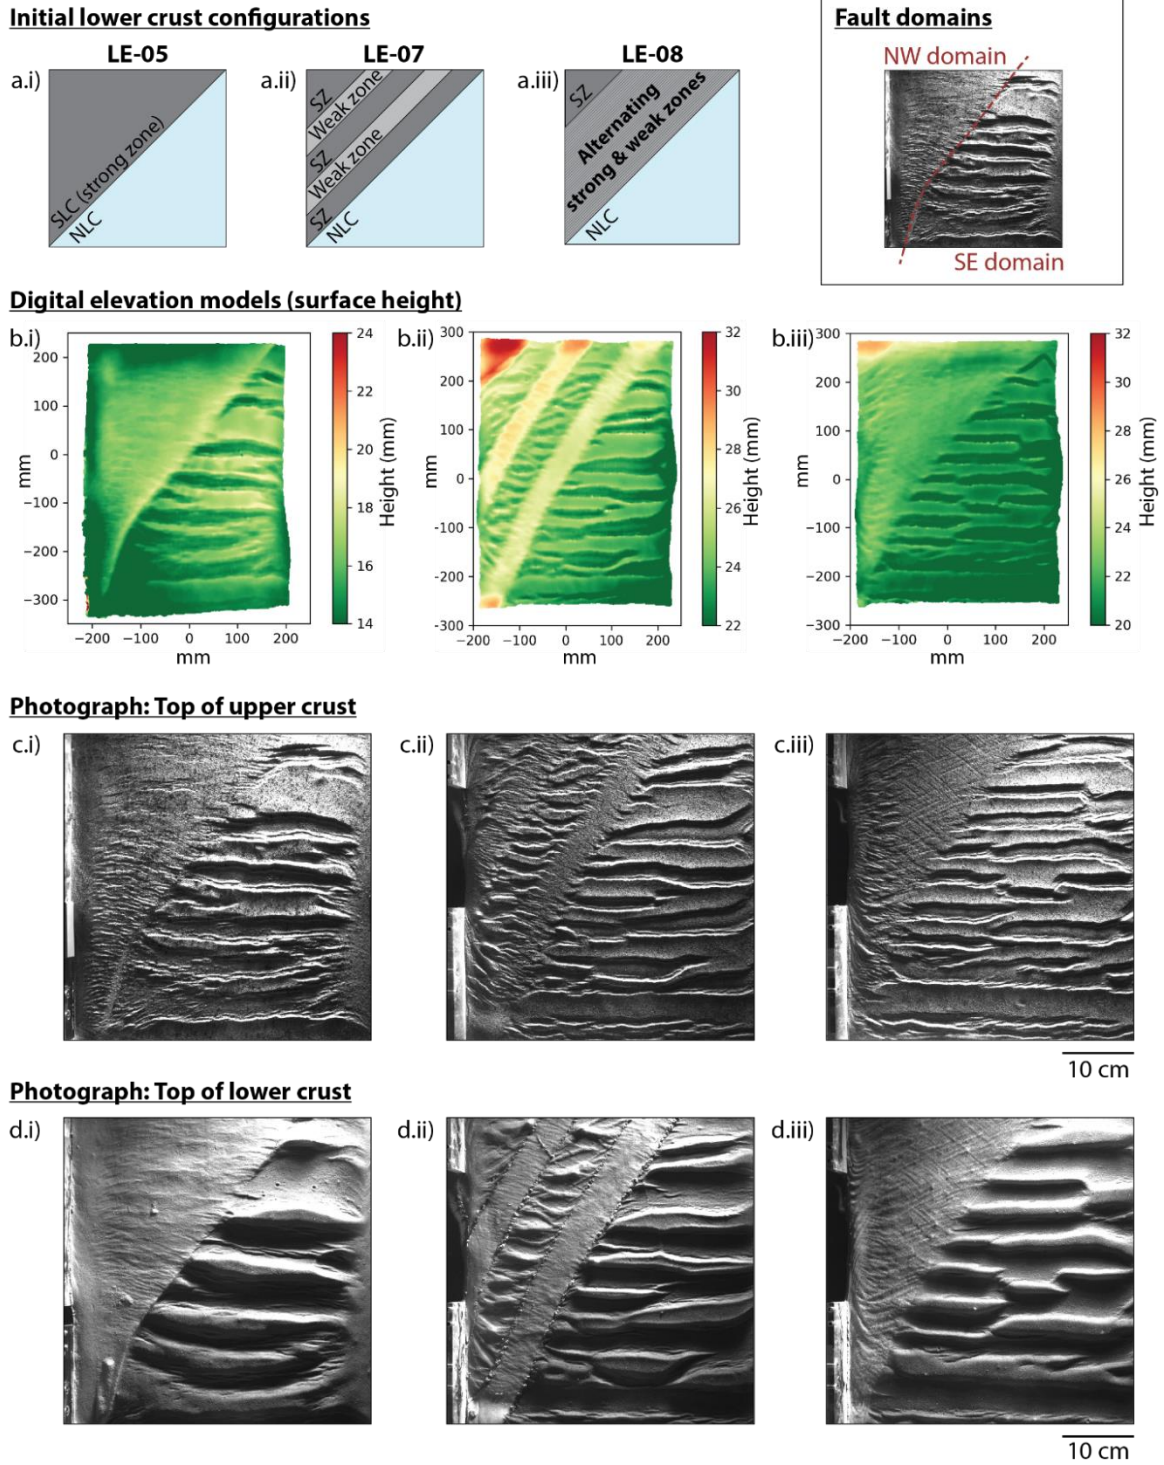 Initial lower crust configurations
LE-05
LE-07
LE-08
a.i)
SLC (strong zone)
NLC
a.ii)
SZ
Weak zone
SZ
Weak zone
SZ
NLC
a.iii)
SZ
Alternating
strong & weak zones
NLC
Fault domains
NW domain
SE domain
Digital elevation models (surface height)
b.i)
200
100
0
−100
−200
−300
mm
−200
−100
0
100
200
mm
24
22
20
18
16
14
Height (mm)
b.ii)
300
200
100
0
-100
-200
-300
mm
−200
−100
0
100
200
mm
32
30
28
26
24
22
Height (mm)
b.iii)
300
200
100
0
−100
−200
−300
mm
−200
−100
0
100
200
mm
32
30
28
26
24
22
20
Height (mm)
Photograph: Top of upper crust
c.i)
c.ii)
c.iii)
10 cm
Photograph: Top of lower crust
d.i)
d.ii)
d.iii)
10 cm